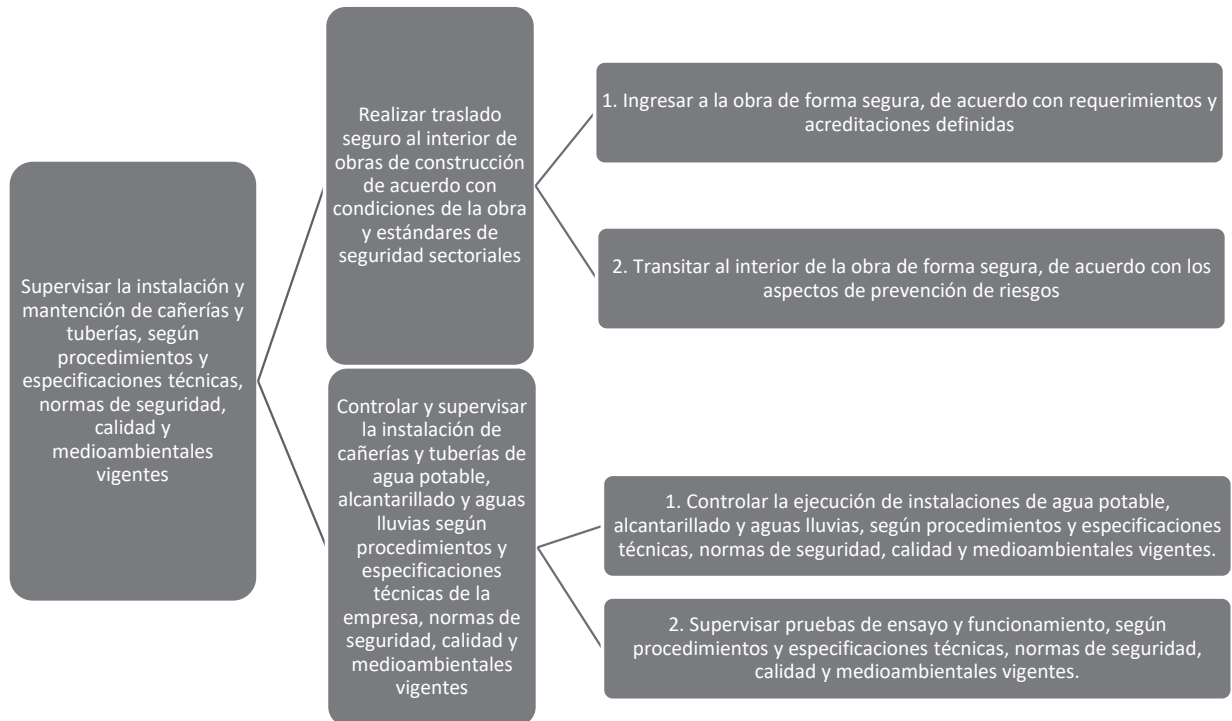 Supervisar la instalación y
mantención de cañerías y
tuberías, según
procedimientos y
especificaciones técnicas,
normas de seguridad,
calidad y
medioambientales
vigentes
Realizar traslado
seguro al interior de
obras de construcción
de acuerdo con
condiciones de la obra
y estándares de
seguridad sectoriales
1. Ingresar a la obra de forma segura, de acuerdo con requerimientos y
acreditaciones definidas
2. Transitar al interior de la obra de forma segura, de acuerdo con los
aspectos de prevención de riesgos
Controlar y supervisar
la instalación de
cañerías y tuberías de
agua potable,
alcantarillado y aguas
lluvias según
procedimientos y
especificaciones
técnicas de la
empresa, normas de
seguridad, calidad y
medioambientales
vigentes
1. Controlar la ejecución de instalaciones de agua potable,
alcantarillado y aguas lluvias, según procedimientos y especificaciones
técnicas, normas de seguridad, calidad y medioambientales vigentes.
2. Supervisar pruebas de ensayo y funcionamiento, según
procedimientos y especificaciones técnicas, normas de seguridad,
calidad y medioambientales vigentes.